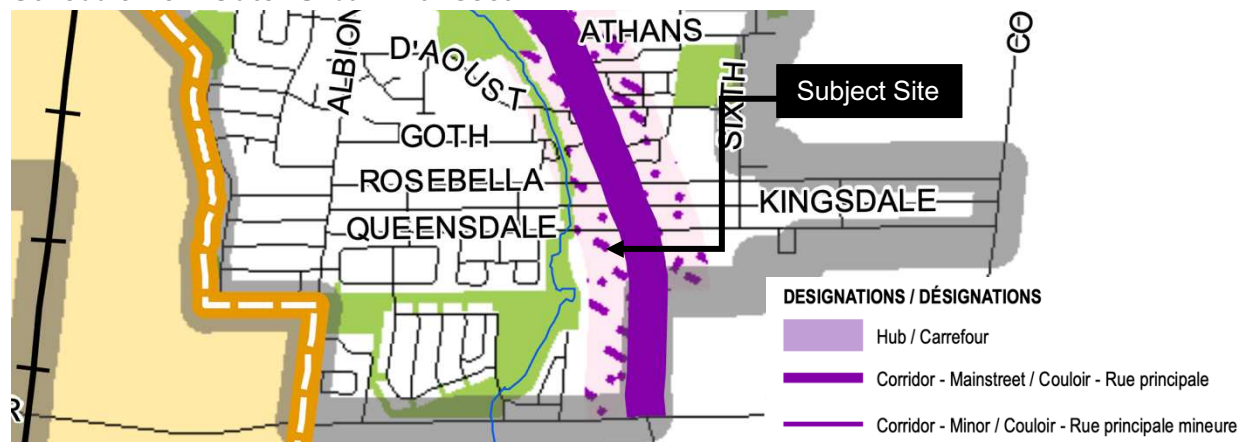 ATHANS
ALBION
D'AOUST
SIXTH
CO
Subject Site
GOTH
ROSEBELLA
KINGSDALE
QUEENSDALE
DESIGNATIONS / DÉSIGNATIONS
Hub / Carrefour
Corridor - Mainstreet / Couloir - Rue principale
R
Corridor - Minor / Couloir - Rue principale mineure